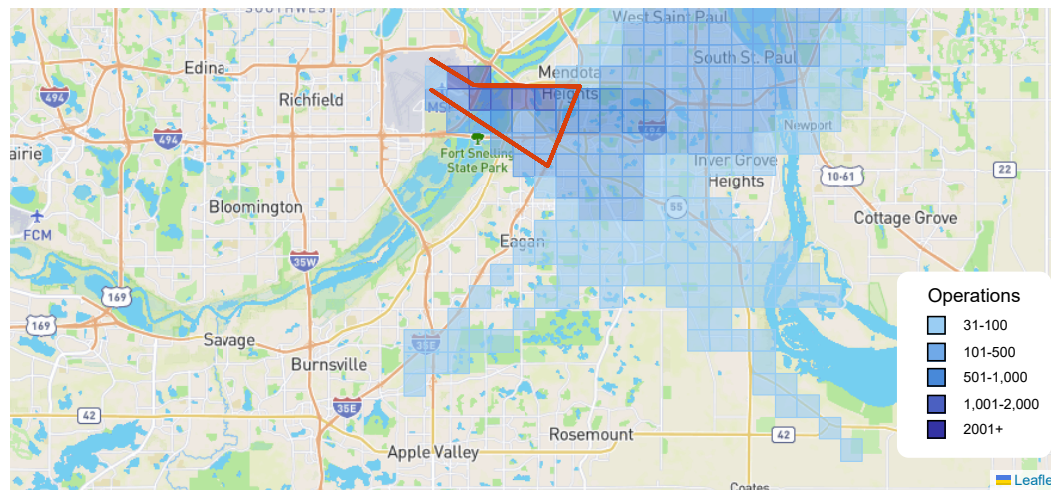 SOUTHWEST
West Saint Paul
South St. Paul
Edina
Mendota
Heights
494
Richfield
MS
Newport
494
494
airie
Fort Snelling
State Park
Inver Grove
Heights
10-61
22
Bloomington
55
Cottage Grove
FCM
Eagan
35W
169
Operations
169
31-100
Savage
35E
101-500
Burnsville
501-1,000
1,001-2,000
35E
42
2001+
Rosemount
42
Apple Valley
Leafle
Coates